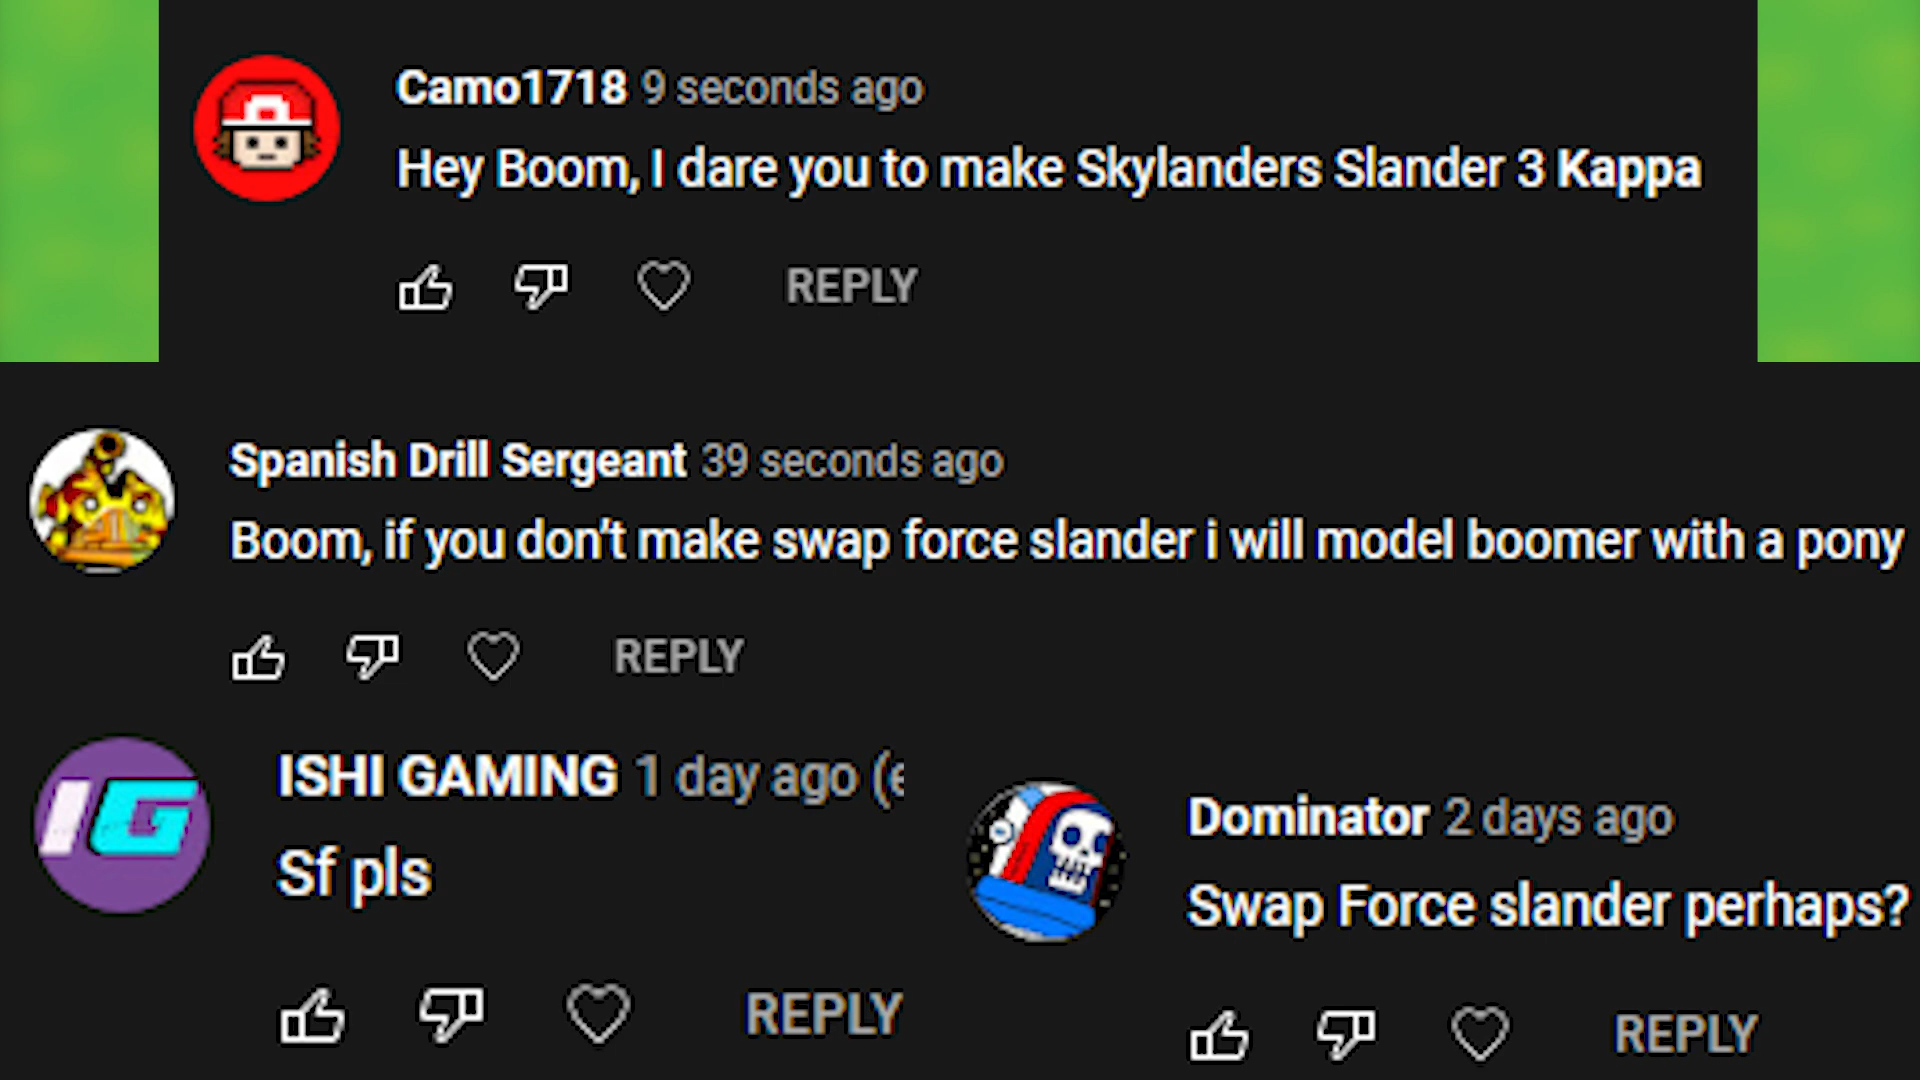 Camo1718 9 seconds ago
Hey Boom, I dare you to make Skylanders Slander 3 Kappa
REPLY
Spanish Drill Sergeant 39 seconds ago
Boom, if you don't make swap force slander i will model boomer with a pony
REPLY
IG
ISHI GAMING 1 day ago (e
Sf pls
REPLY
Dominator 2 days ago
Swap Force slander perhaps?
REPLY